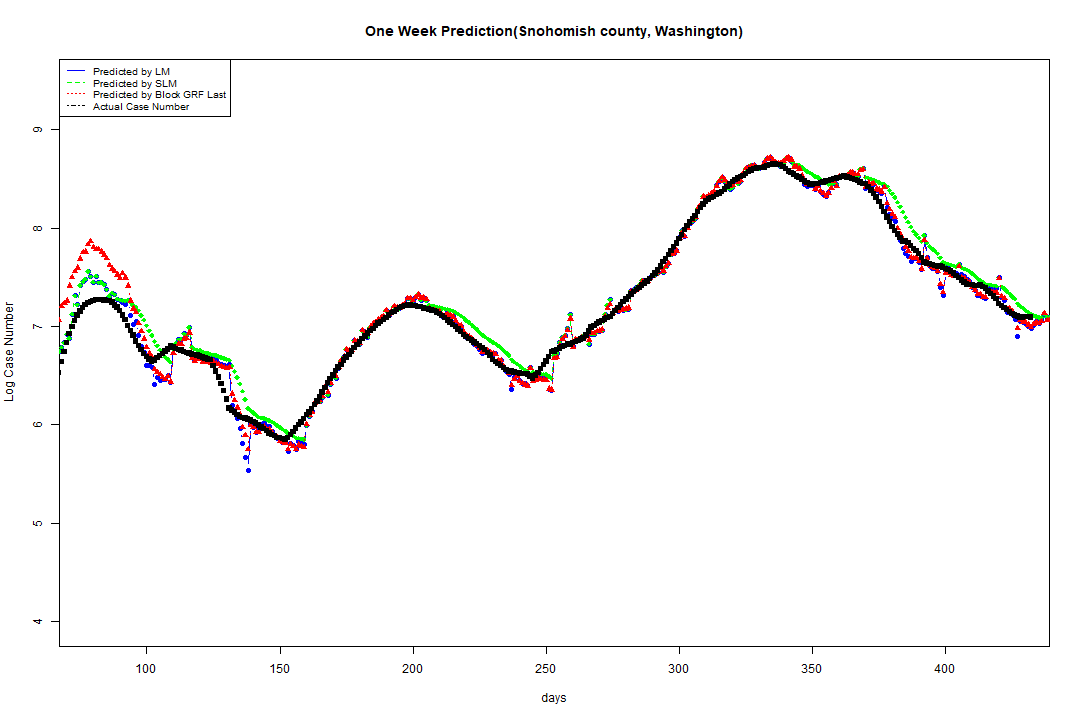 One Week Prediction(Snohomish county, Washington)
Predicted by LM
Predicted by SLM
Predicted by Block GRF Last
Actual Case Number
Log Case Number
9
8
7
6
5
4
100 150 200 250 300 350 400
days